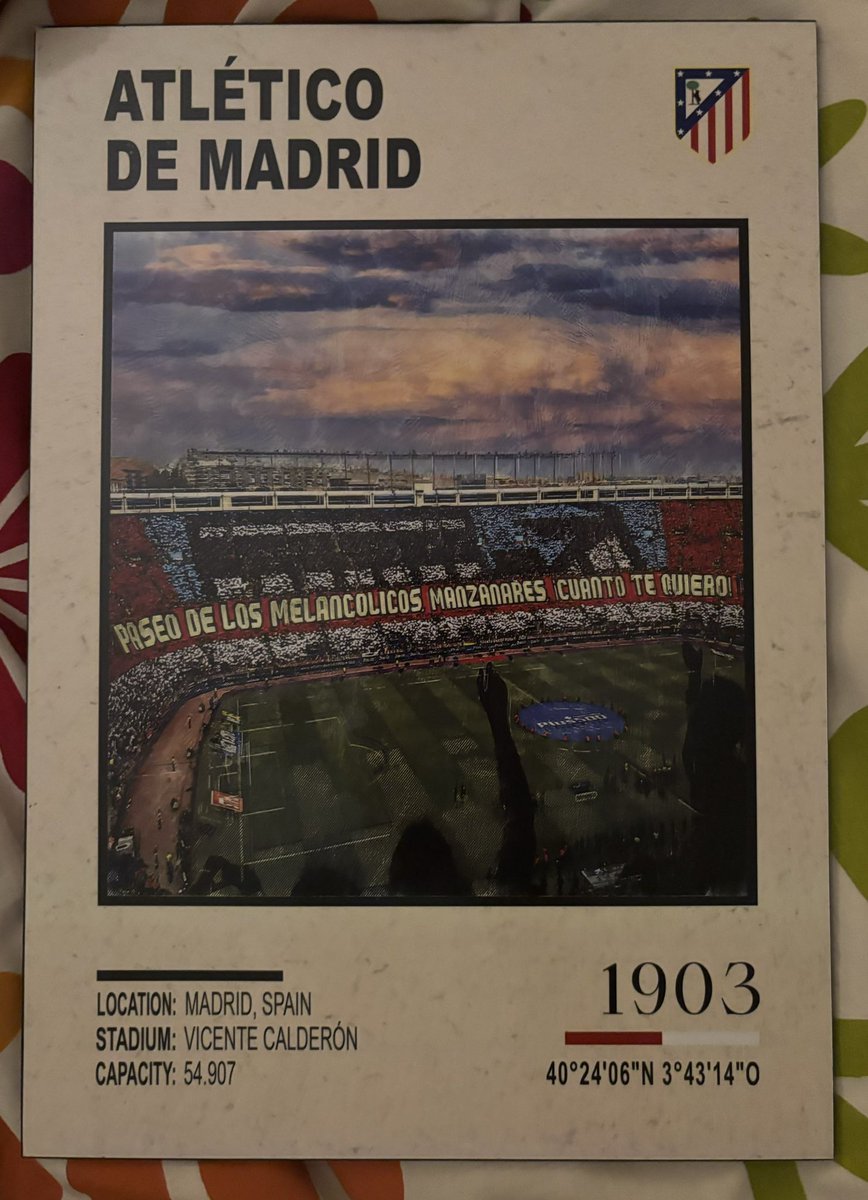 ATLÉTICO
DE MADRID
PASEO DE LOS MELANCOLICOS MANZANARES ¡CUANTO TE QUIERO!
LOCATION: MADRID, SPAIN
STADIUM: VICENTE CALDERÓN
CAPACITY: 54.907
1903
40°24'06"N 3°43'14"O